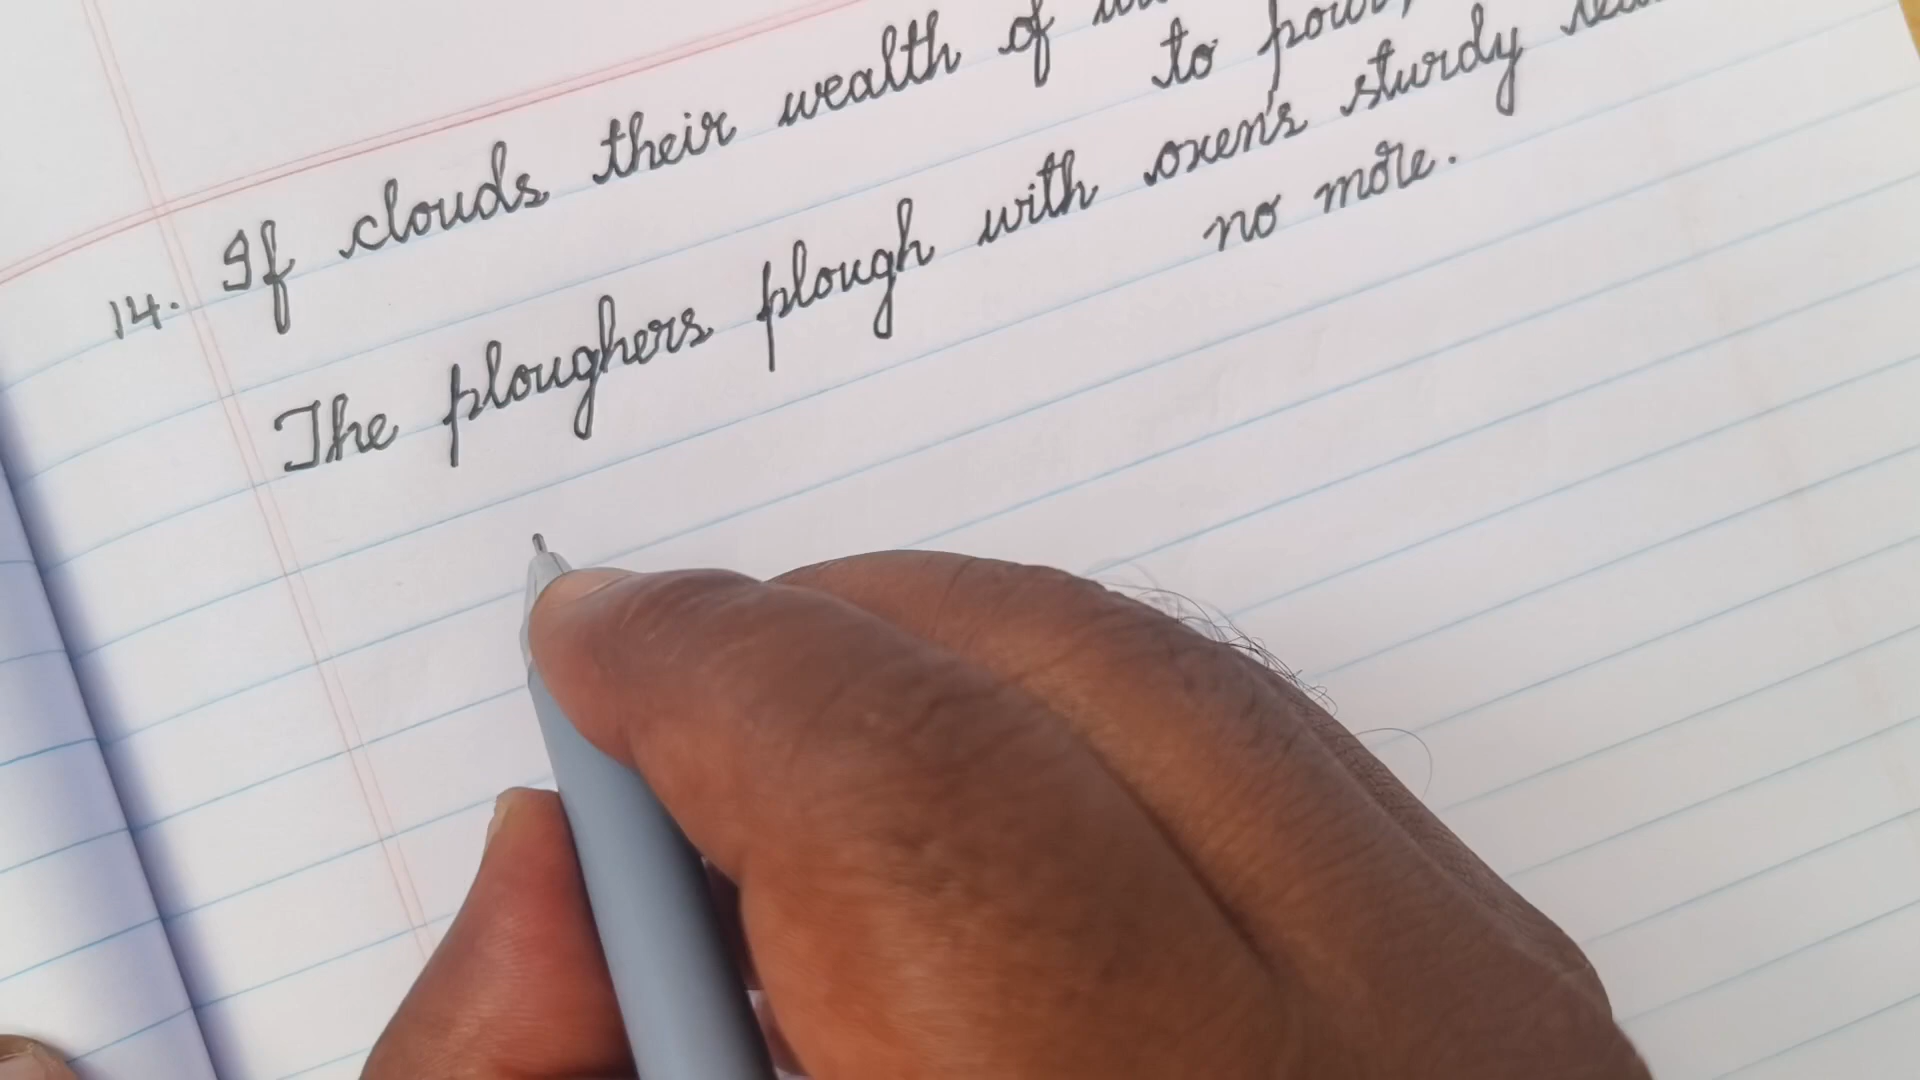 14. If clouds their wealth of
to pour,
The ploughers plough with oxen's sturdy
no more.